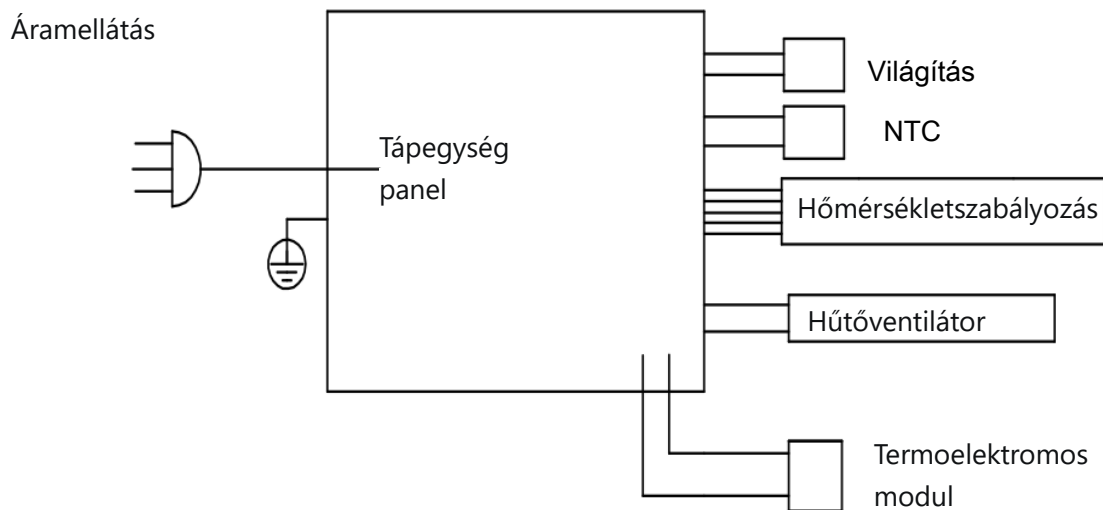 Áramellátás
Világítás
NTC
Tápegység
panel
Hőmérsékletszabályozás
Hűtőventilátor
Termoelektromos
modul